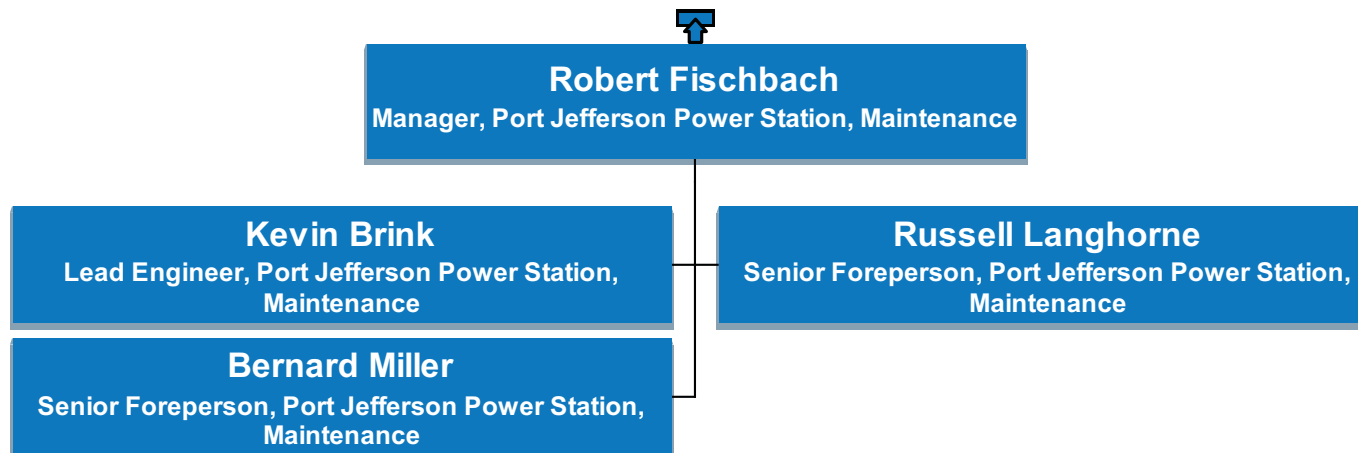 Robert Fischbach
Manager, Port Jefferson Power Station, Maintenance
Kevin Brink
Lead Engineer, Port Jefferson Power Station,
Maintenance
Russell Langhorne
Senior Foreperson, Port Jefferson Power Station,
Maintenance
Bernard Miller
Senior Foreperson, Port Jefferson Power Station,
Maintenance